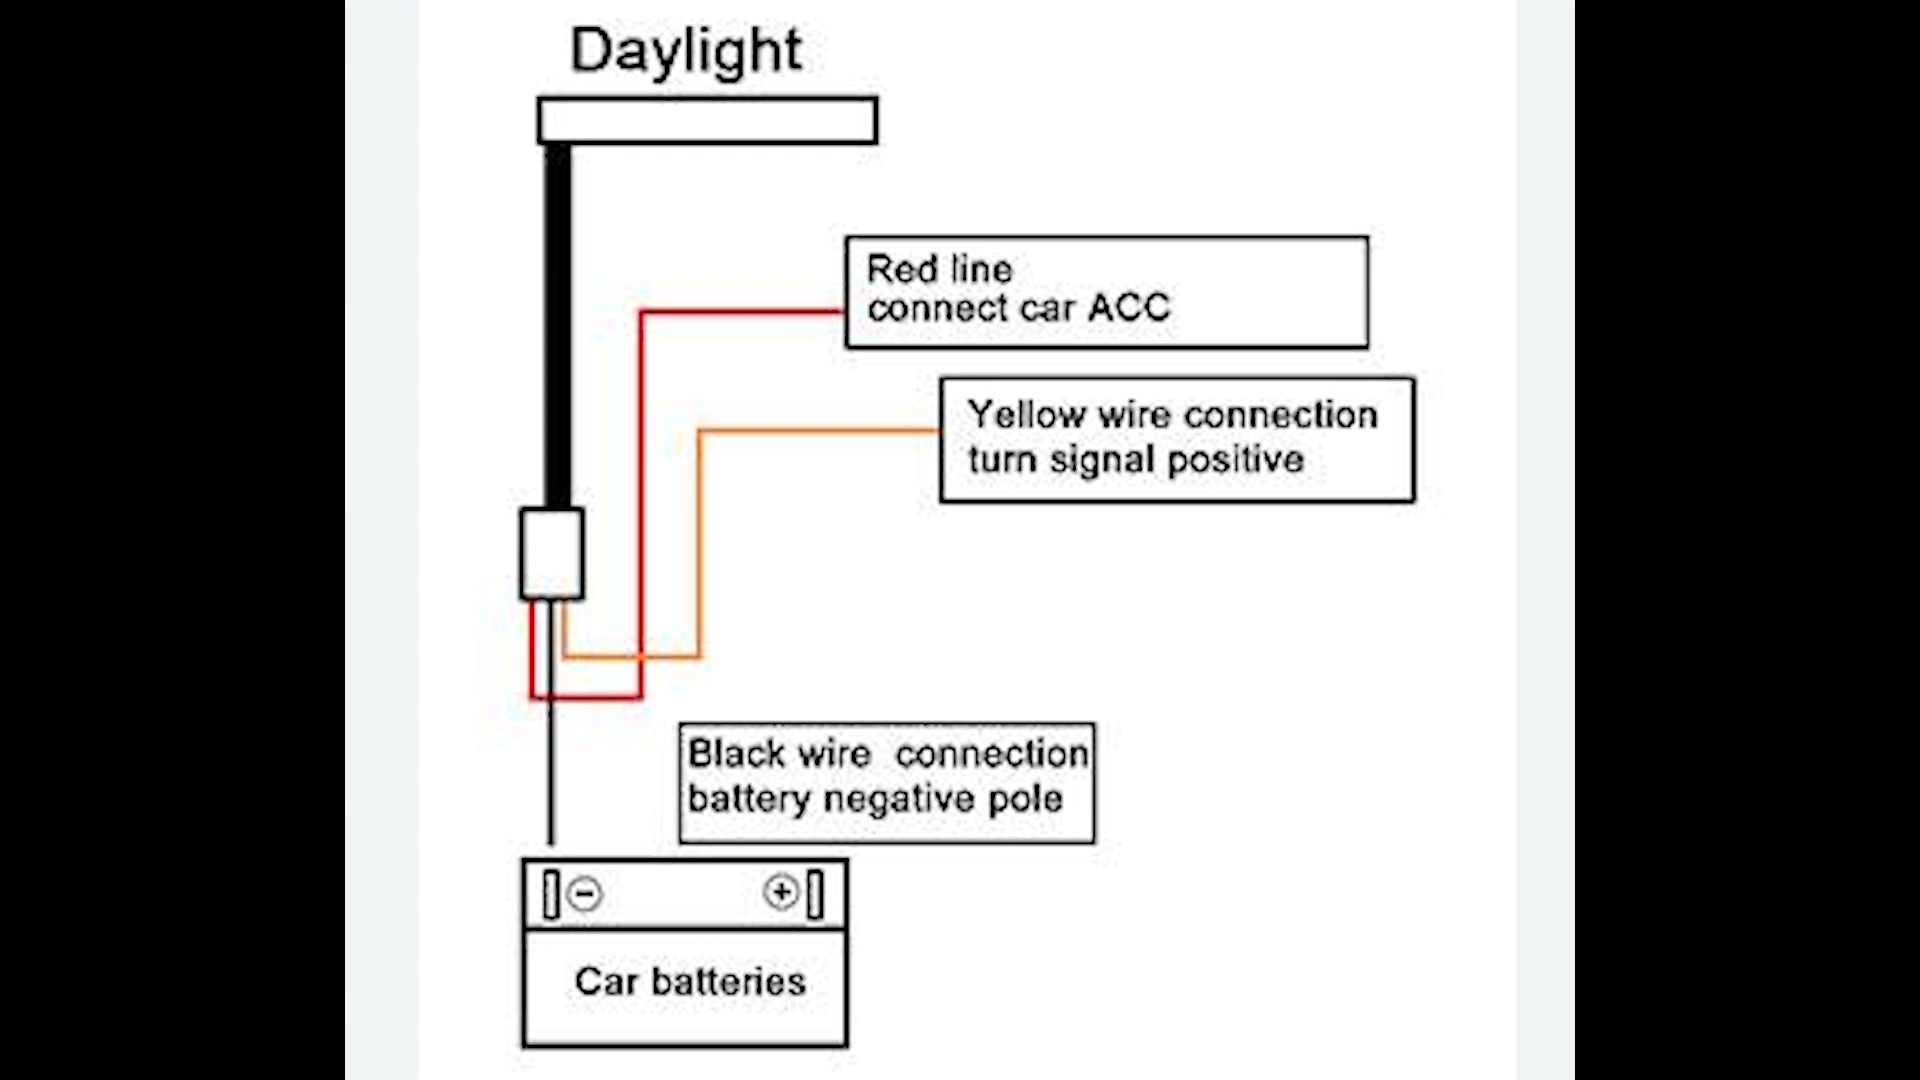 Daylight
Red line
connect car ACC
Yellow wire connection
turn signal positive
Black wire connection
battery negative pole
− +
Car batteries